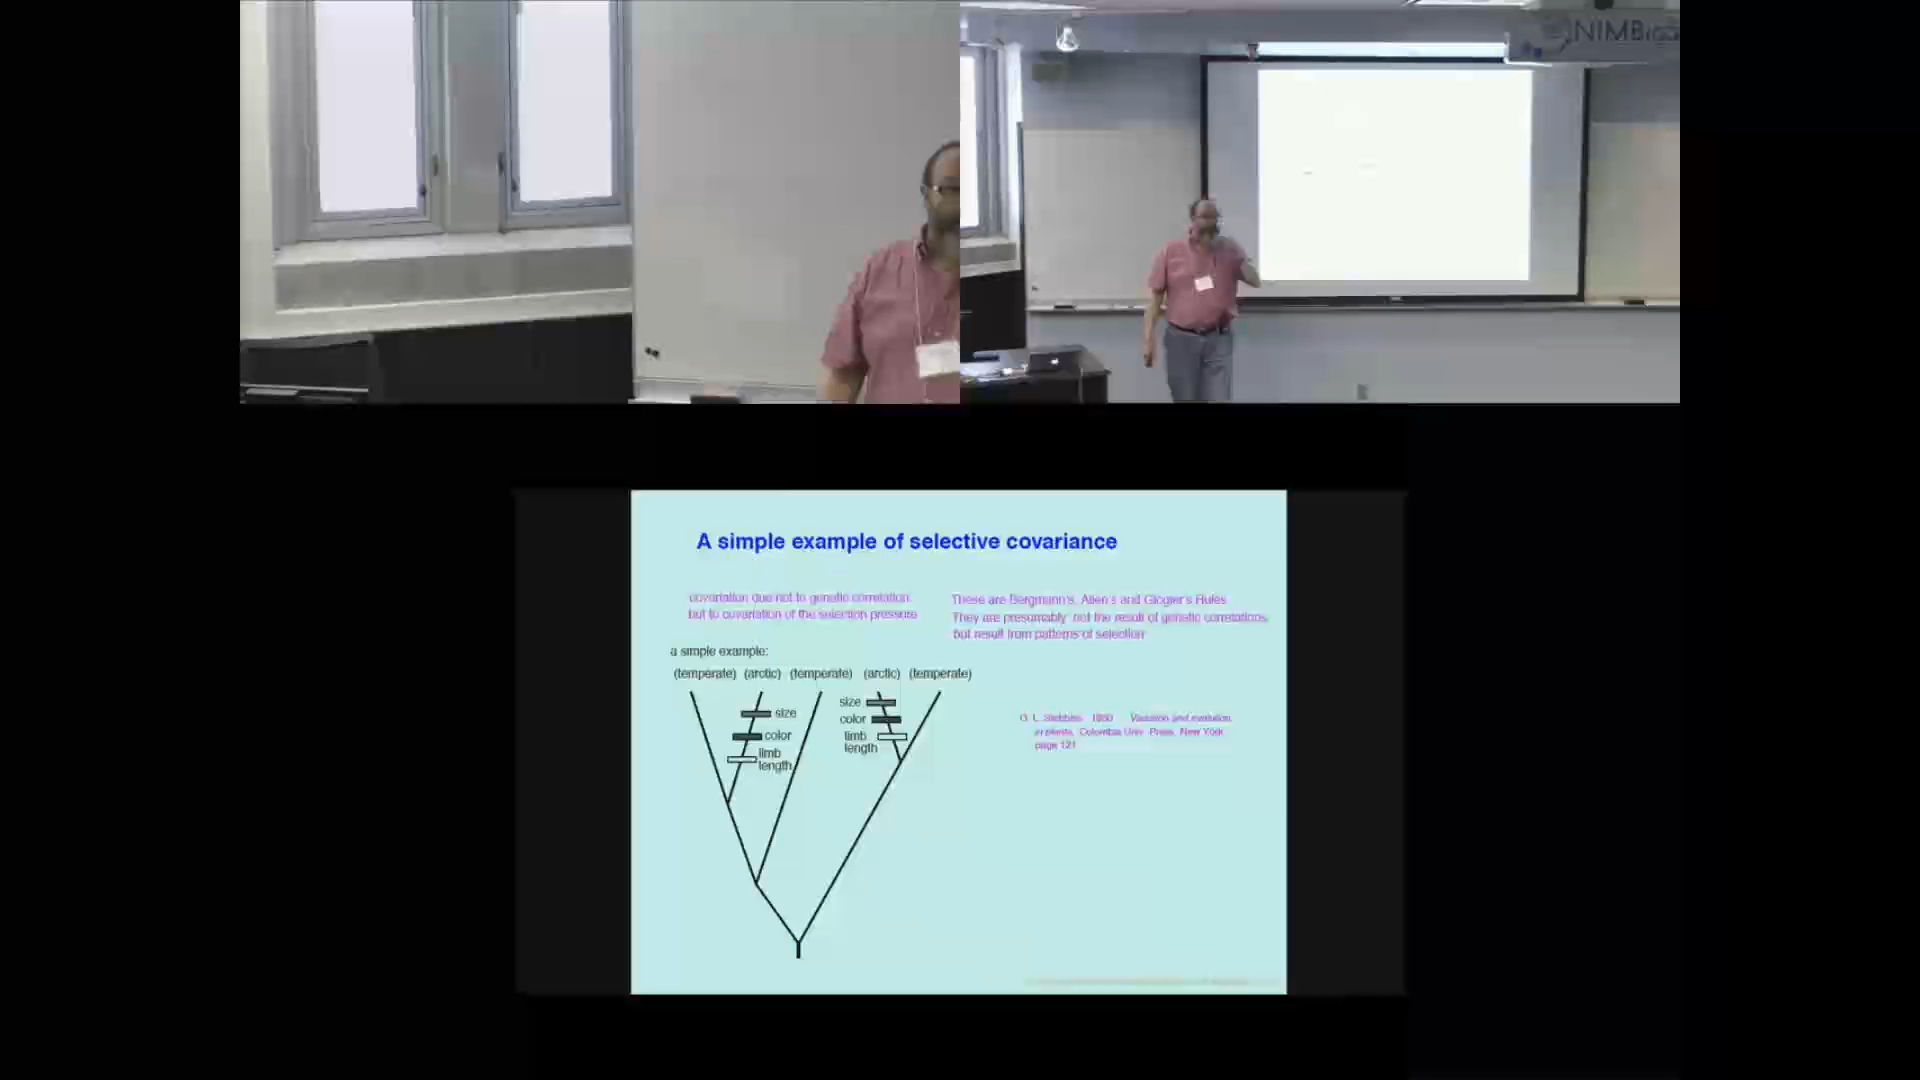 NIMBios
A simple example of selective covariance
covariation due not to genetic correlation
but to covariation of the selection pressure
These are Bergmann's, Allen's and Gloger's Rules
They are presumably not the result of genetic correlations,
but result from patterns of selection
a simple example:
(temperate) (arctic) (temperate) (arctic) (temperate)
size
color
limb
length
size
color
limb
length
G. L. Stebbins 1950 Variation and evolution
in plants. Columbia Univ. Press, New York
page 121